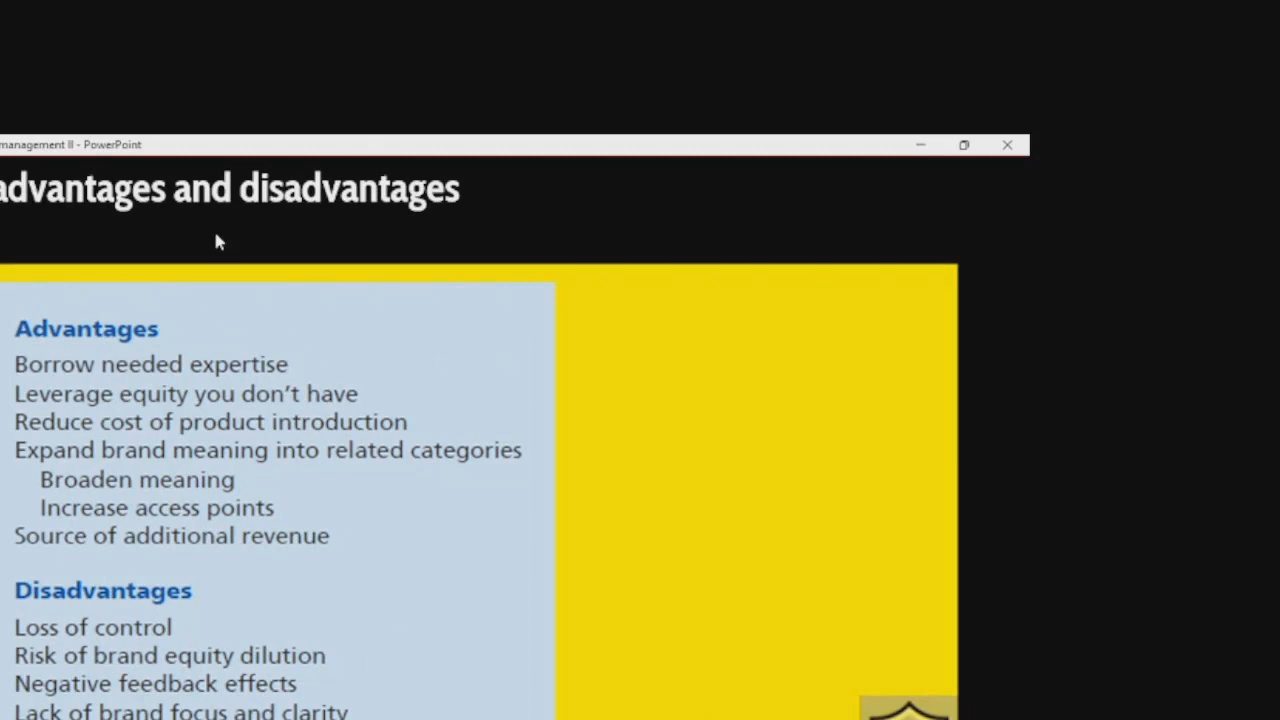 management II - PowerPoint
advantages and disadvantages
Advantages
Borrow needed expertise
Leverage equity you don't have
Reduce cost of product introduction
Expand brand meaning into related categories
Broaden meaning
Increase access points
Source of additional revenue
Disadvantages
Loss of control
Risk of brand equity dilution
Negative feedback effects
Lack of brand focus and clarity